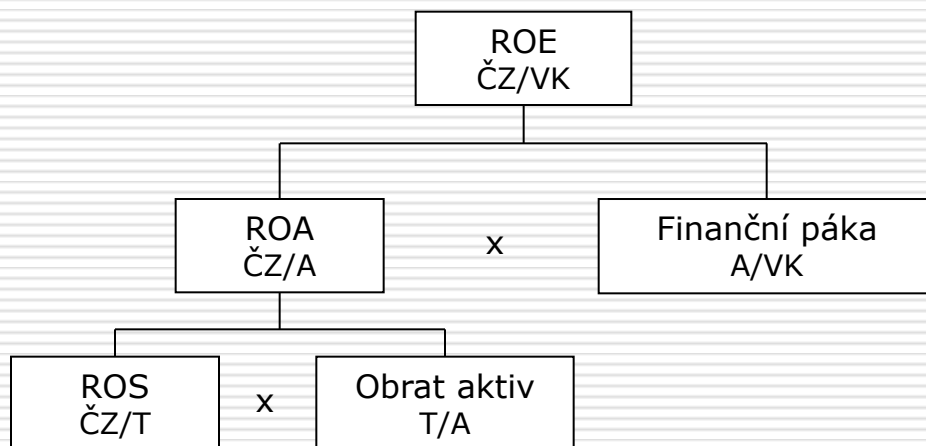 ROE
ČZ/VK
ROA
ČZ/A
x
Finanční páka
A/VK
ROS
ČZ/T
x
Obrat aktiv
T/A